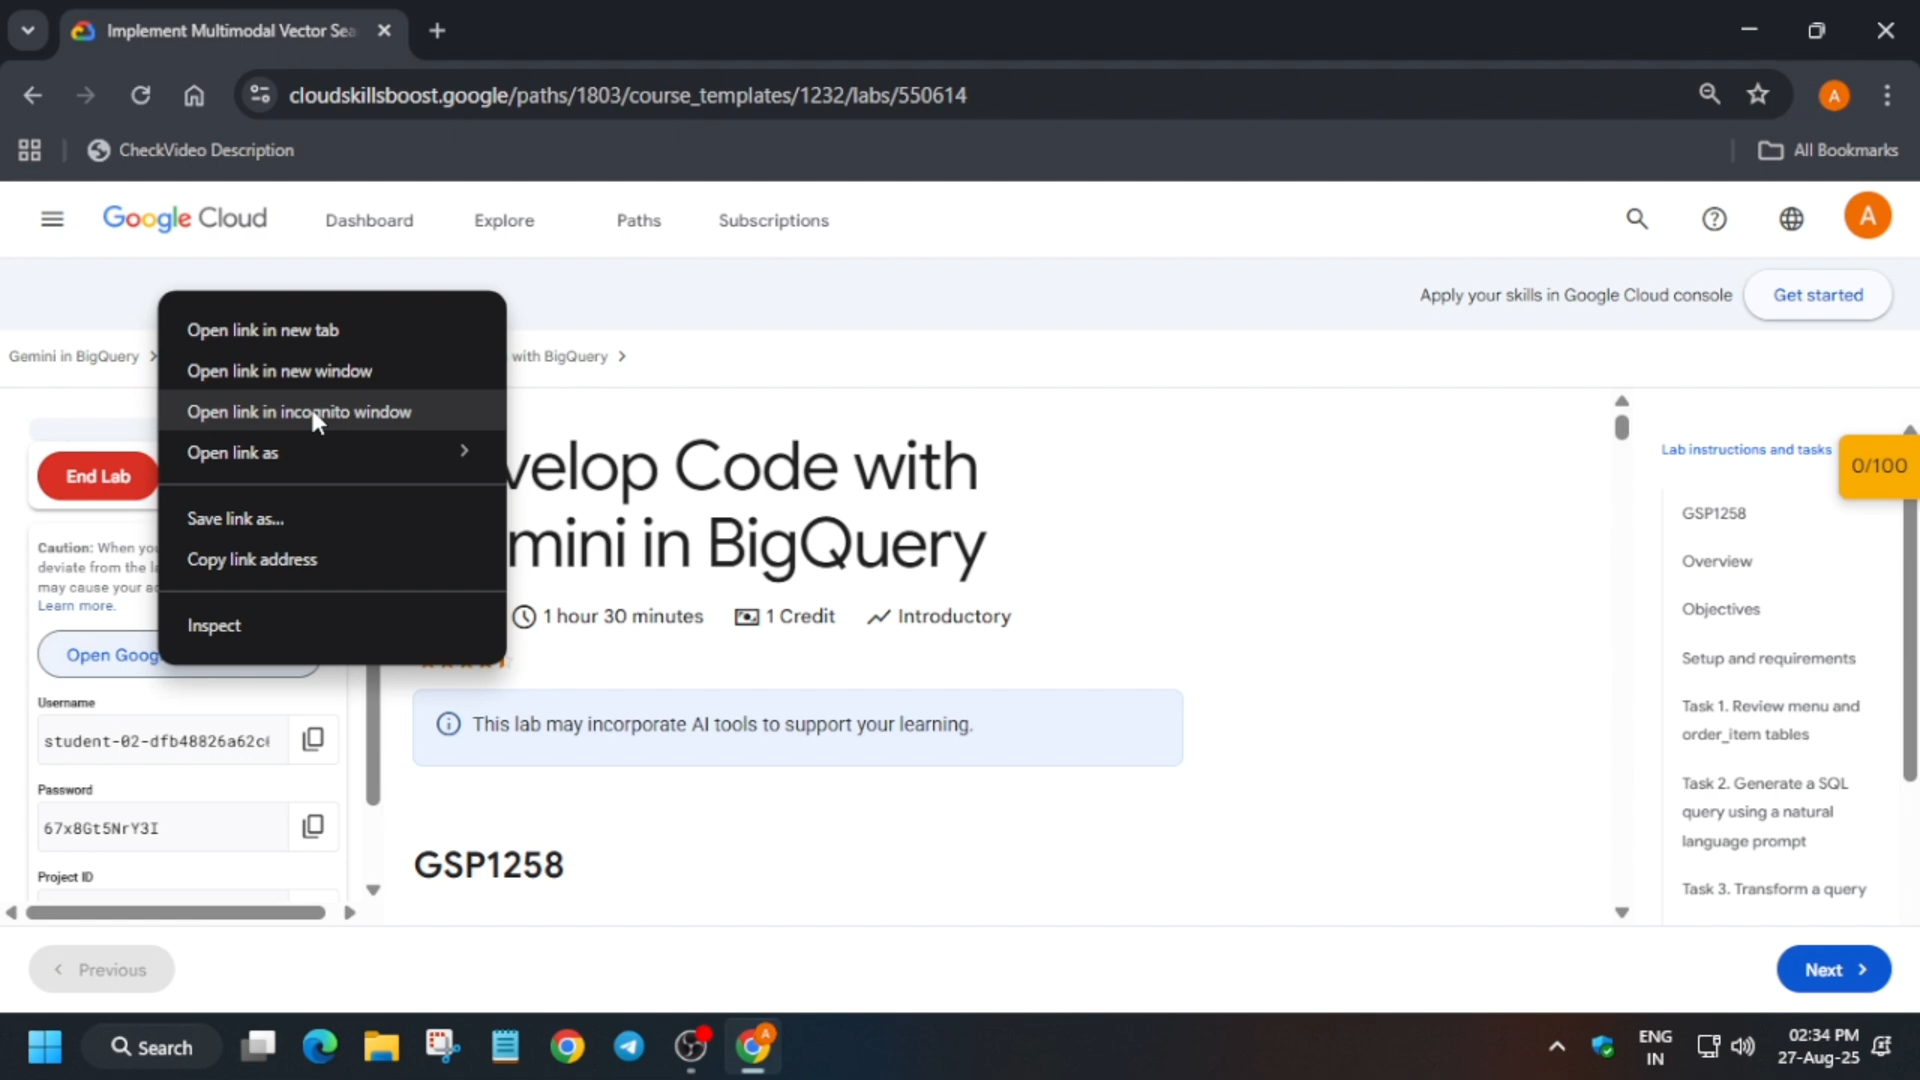 Implement Multimodal Vector Sea
cloudskillsboost.google/paths/1803/course_templates/1232/labs/550614
A
CheckVideo Description
All Bookmarks
Google Cloud
Dashboard
Explore
Paths
Subscriptions
A
Apply your skills in Google Cloud console
Get started
Gemini in BigQuery >
with BigQuery >
Open link in new tab
Open link in new window
Open link in incognito window
Open link as
Save link as...
Copy link address
Inspect
End Lab
Caution: When you
deviate from the la
may cause your ac
Learn more.
Open Goog
Username
student-02-dfb48826a62c
Password
67x8Gt5NrY3I
Project ID
velop Code with
mini in BigQuery
1 hour 30 minutes
1 Credit
Introductory
This lab may incorporate AI tools to support your learning.
GSP1258
Lab instructions and tasks
0/100
GSP1258
Overview
Objectives
Setup and requirements
Task 1. Review menu and
order_item tables
Task 2. Generate a SQL
query using a natural
language prompt
Task 3. Transform a query
Previous
Next
Search
A
ENG
IN
02:34 PM
27-Aug-25